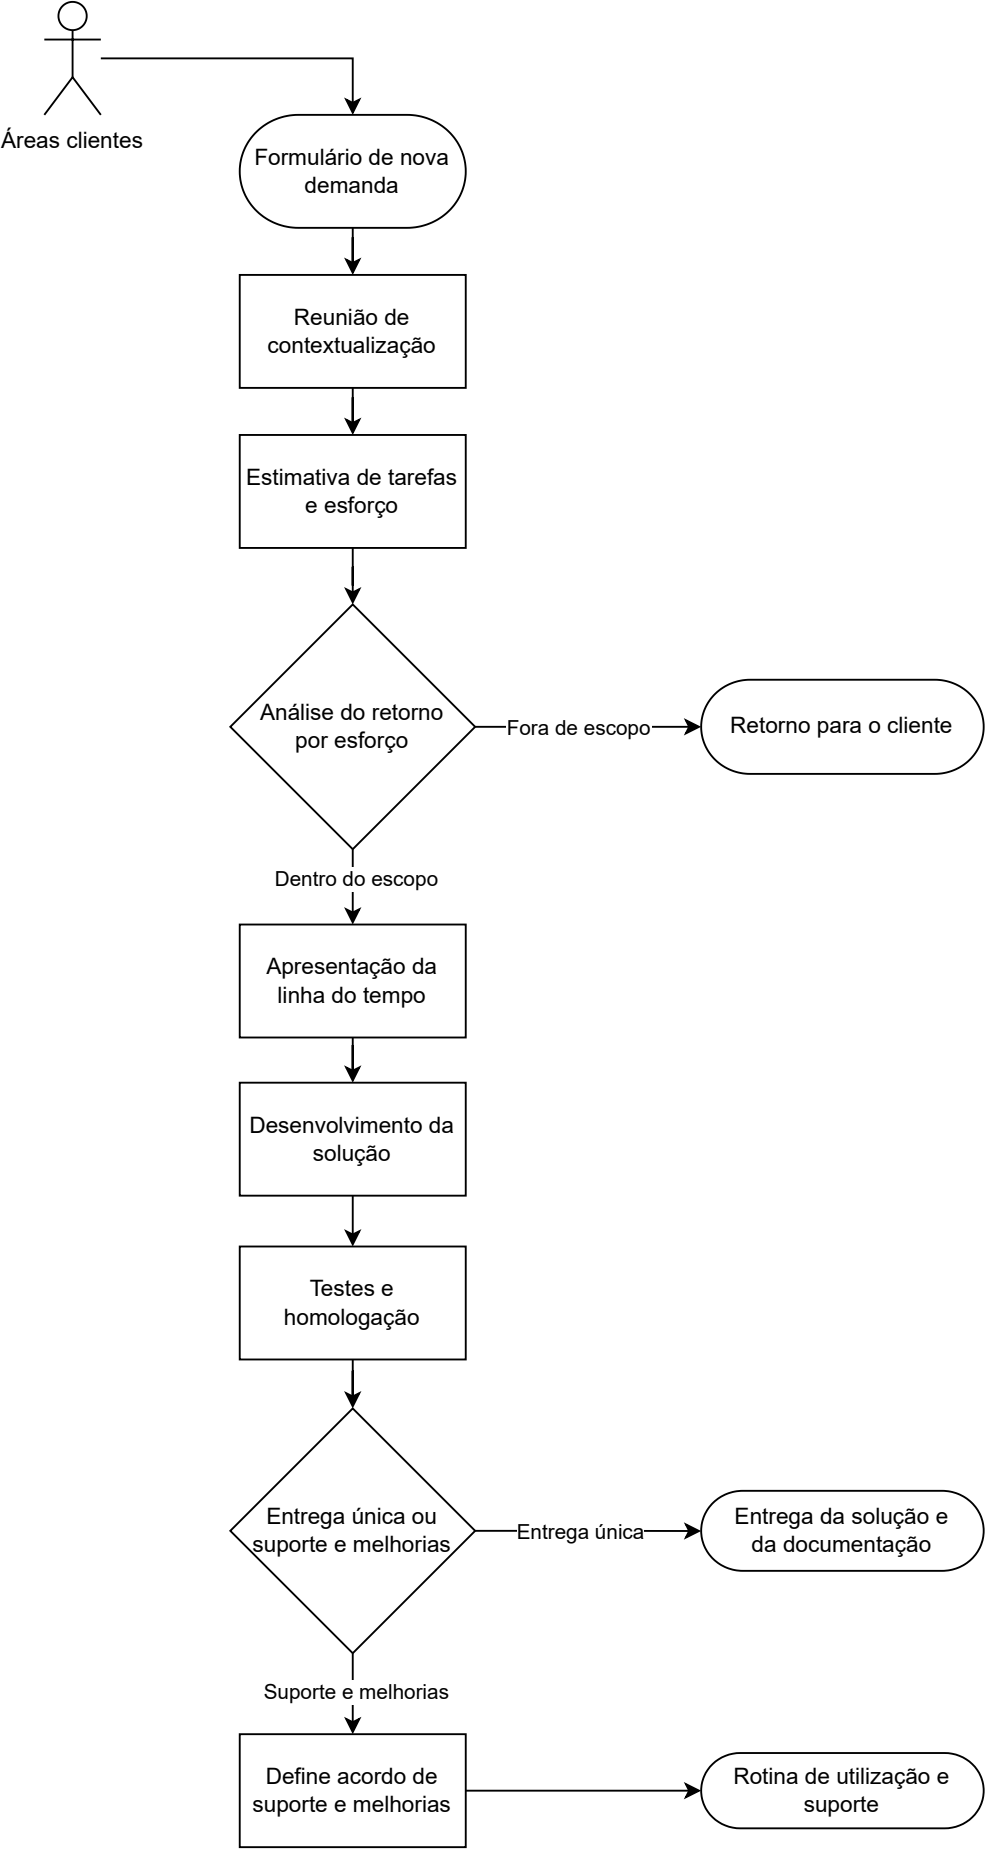 Áreas clientes
Formulário de nova
demanda
Reunião de
contextualização
Estimativa de tarefas
e esforço
Análise do retorno
por esforço
Fora de escopo
Retorno para o cliente
Dentro do escopo
Apresentação da
linha do tempo
Desenvolvimento da
solução
Testes e
homologação
Entrega única ou
suporte e melhorias
Entrega única
Entrega da solução e
da documentação
Suporte e melhorias
Define acordo de
suporte e melhorias
Rotina de utilização e
suporte